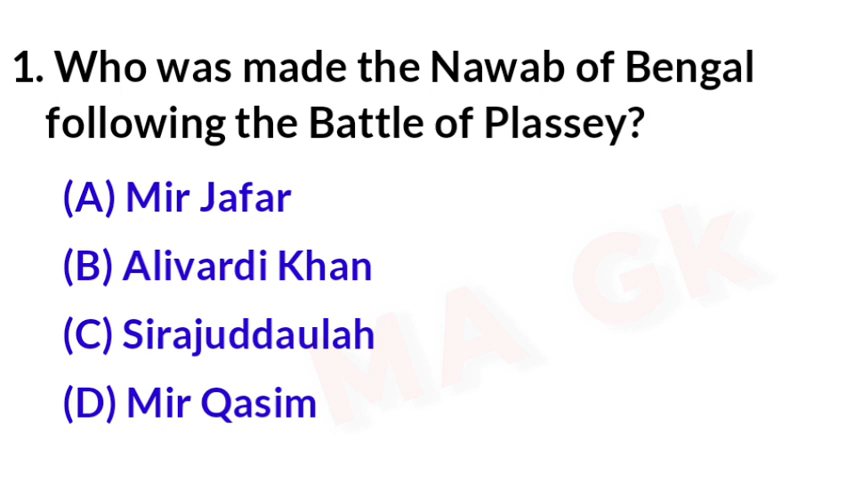 1. Who was made the Nawab of Bengal
following the Battle of Plassey?
(A) Mir Jafar
(B) Alivardi Khan
(C) Sirajuddaulah
(D) Mir Qasim
MA Gk